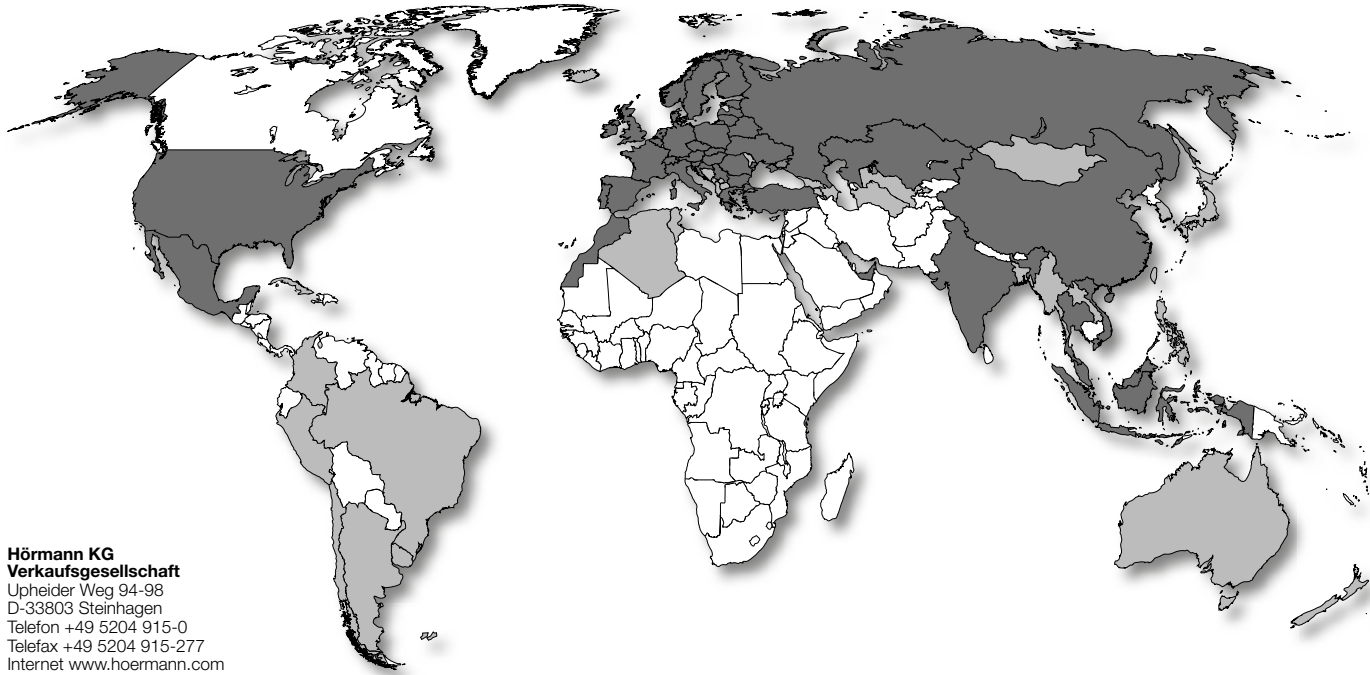 Hörmann KG
Verkaufsgesellschaft
Upheider Weg 94-98
D-33803 Steinhagen
Telefon +49 5204 915-0
Telefax +49 5204 915-277
Internet www.hoermann.com